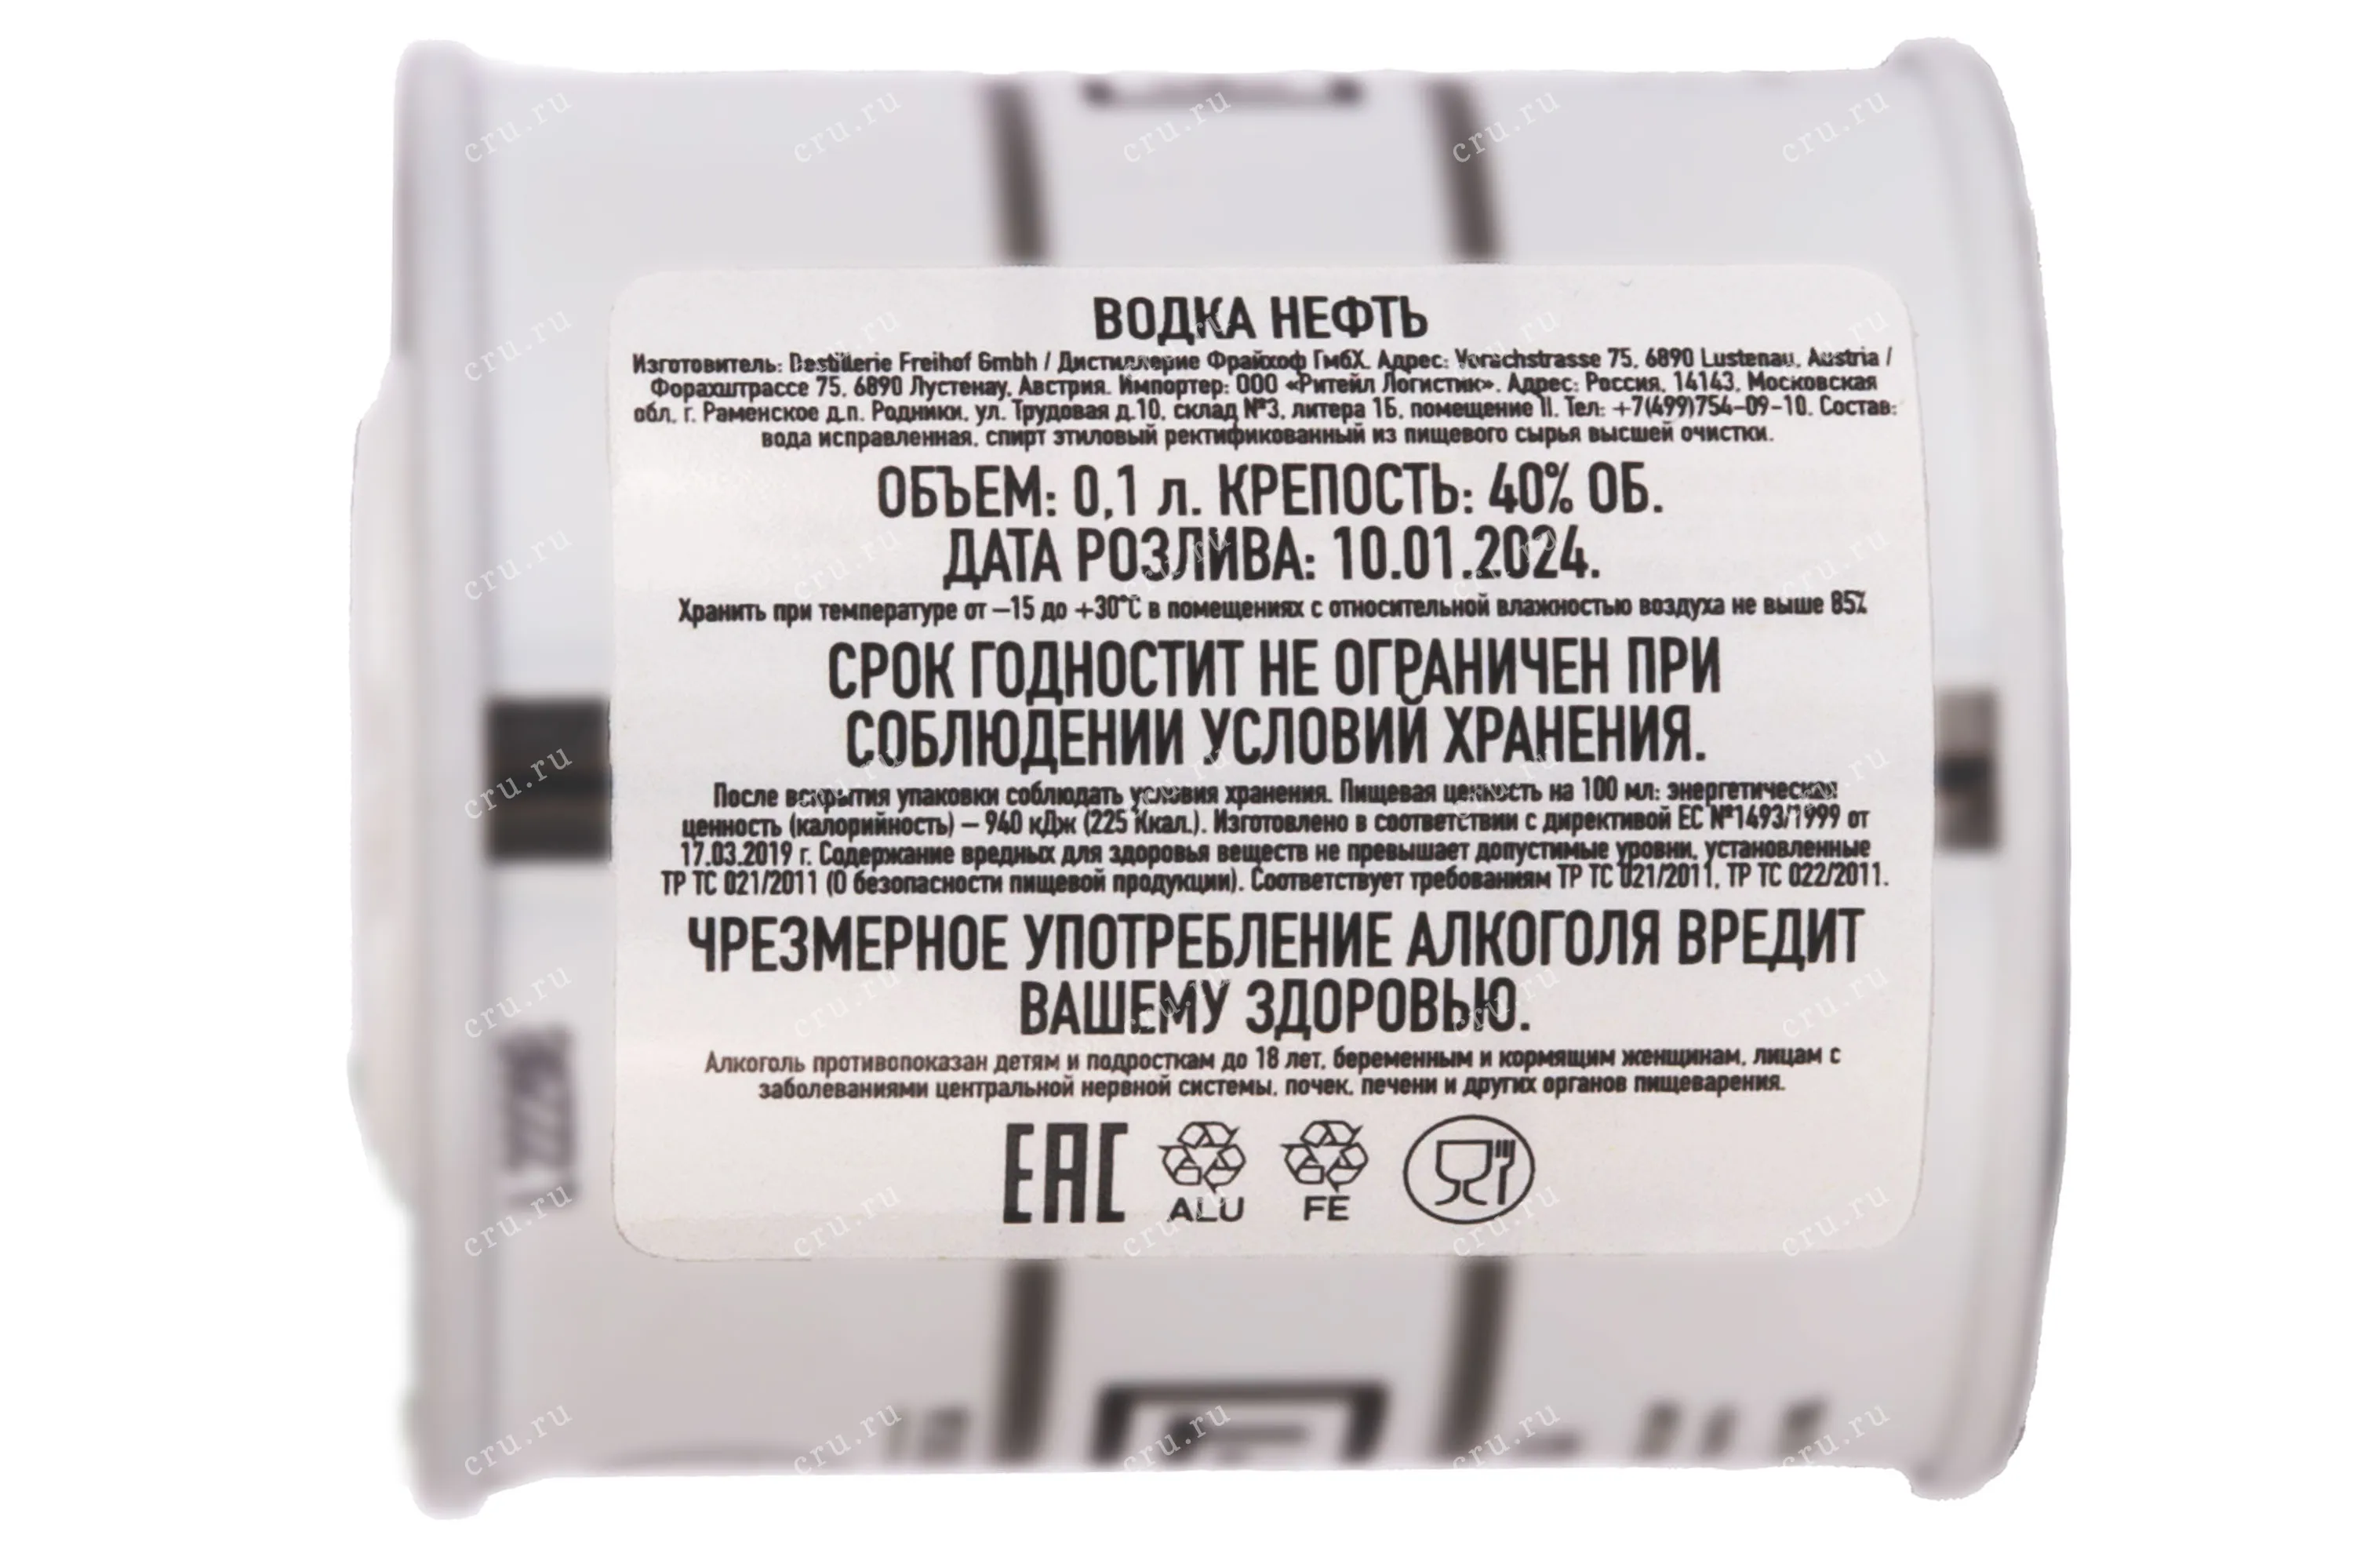 ВОДКА НЕФТЬ
Изготовитель: Destillerie Freihof Gmbh / Дистиллерие Фрайхоф ГмбХ. Адрес: Vorachstrasse 75, 6890 Lustenau, Austria /
Форахштрассе 75, 6890 Лустенау, Австрия. Импортер: ООО «Ритейл Логистик». Адрес: Россия, 14143, Московская
обл, г. Раменское д.п. Родники, ул. Трудовая д.10, склад №3, литера 1Б, помещение II. Тел: +7(499)754-09-10. Состав:
вода исправленная, спирт этиловый ректификованный из пищевого сырья высшей очистки.
ОБЪЕМ: 0,1 л. КРЕПОСТЬ: 40% ОБ.
ДАТА РОЗЛИВА: 10.01.2024.
Хранить при температуре от –15 до +30°С в помещениях с относительной влажностью воздуха не выше 85%
СРОК ГОДНОСТИТ НЕ ОГРАНИЧЕН ПРИ
СОБЛЮДЕНИИ УСЛОВИЙ ХРАНЕНИЯ.
После вскрытия упаковки соблюдать условия хранения. Пищевая ценность на 100 мл: энергетическая
ценность (калорийность) – 940 кДж (225 Ккал.). Изготовлено в соответствии с директивой ЕС №1493/1999 от
17.03.2019 г. Содержание вредных для здоровья веществ не превышает допустимые уровни, установленные
ТР ТС 021/2011 (О безопасности пищевой продукции). Соответствует требованиям ТР ТС 021/2011, ТР ТС 022/2011.
ЧРЕЗМЕРНОЕ УПОТРЕБЛЕНИЕ АЛКОГОЛЯ ВРЕДИТ
ВАШЕМУ ЗДОРОВЬЮ.
Алкоголь противопоказан детям и подросткам до 18 лет, беременным и кормящим женщинам, лицам с
заболеваниями центральной нервной системы, почек, печени и других органов пищеварения.
EAC ALU FE
cru.ru